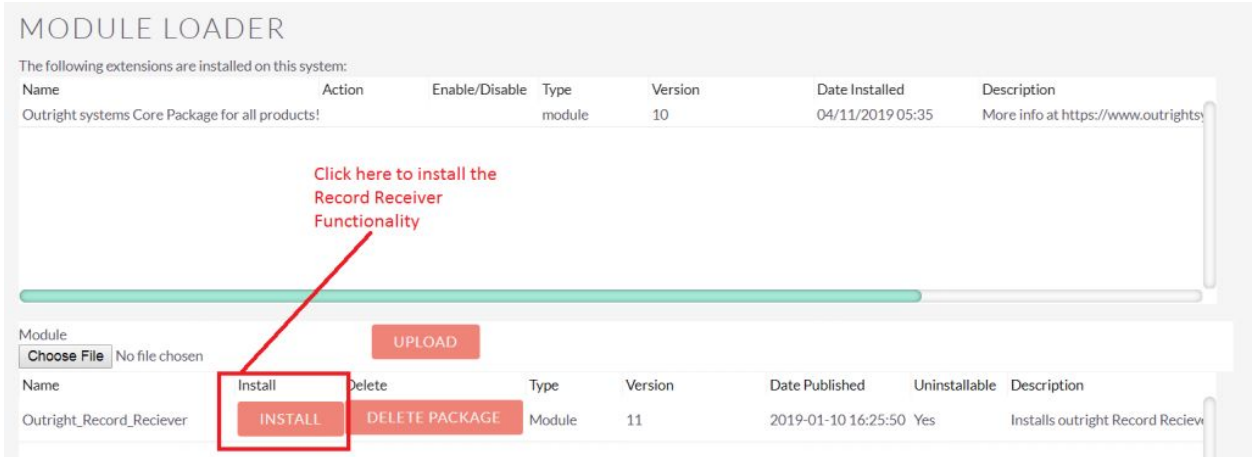 MODULE LOADER
The following extensions are installed on this system:
Name Action Enable/Disable Type Version Date Installed Description
Outright systems Core Package for all products! module 10 04/11/2019 05:35 More info at https://www.outrightsy
Click here to install the
Record Receiver
Functionality
Module
UPLOAD
Choose File No file chosen
Name Install Delete Type Version Date Published Uninstallable Description
Outright_Record_Reciever INSTALL DELETE PACKAGE Module 11 2019-01-10 16:25:50 Yes Installs outright Record Recieve